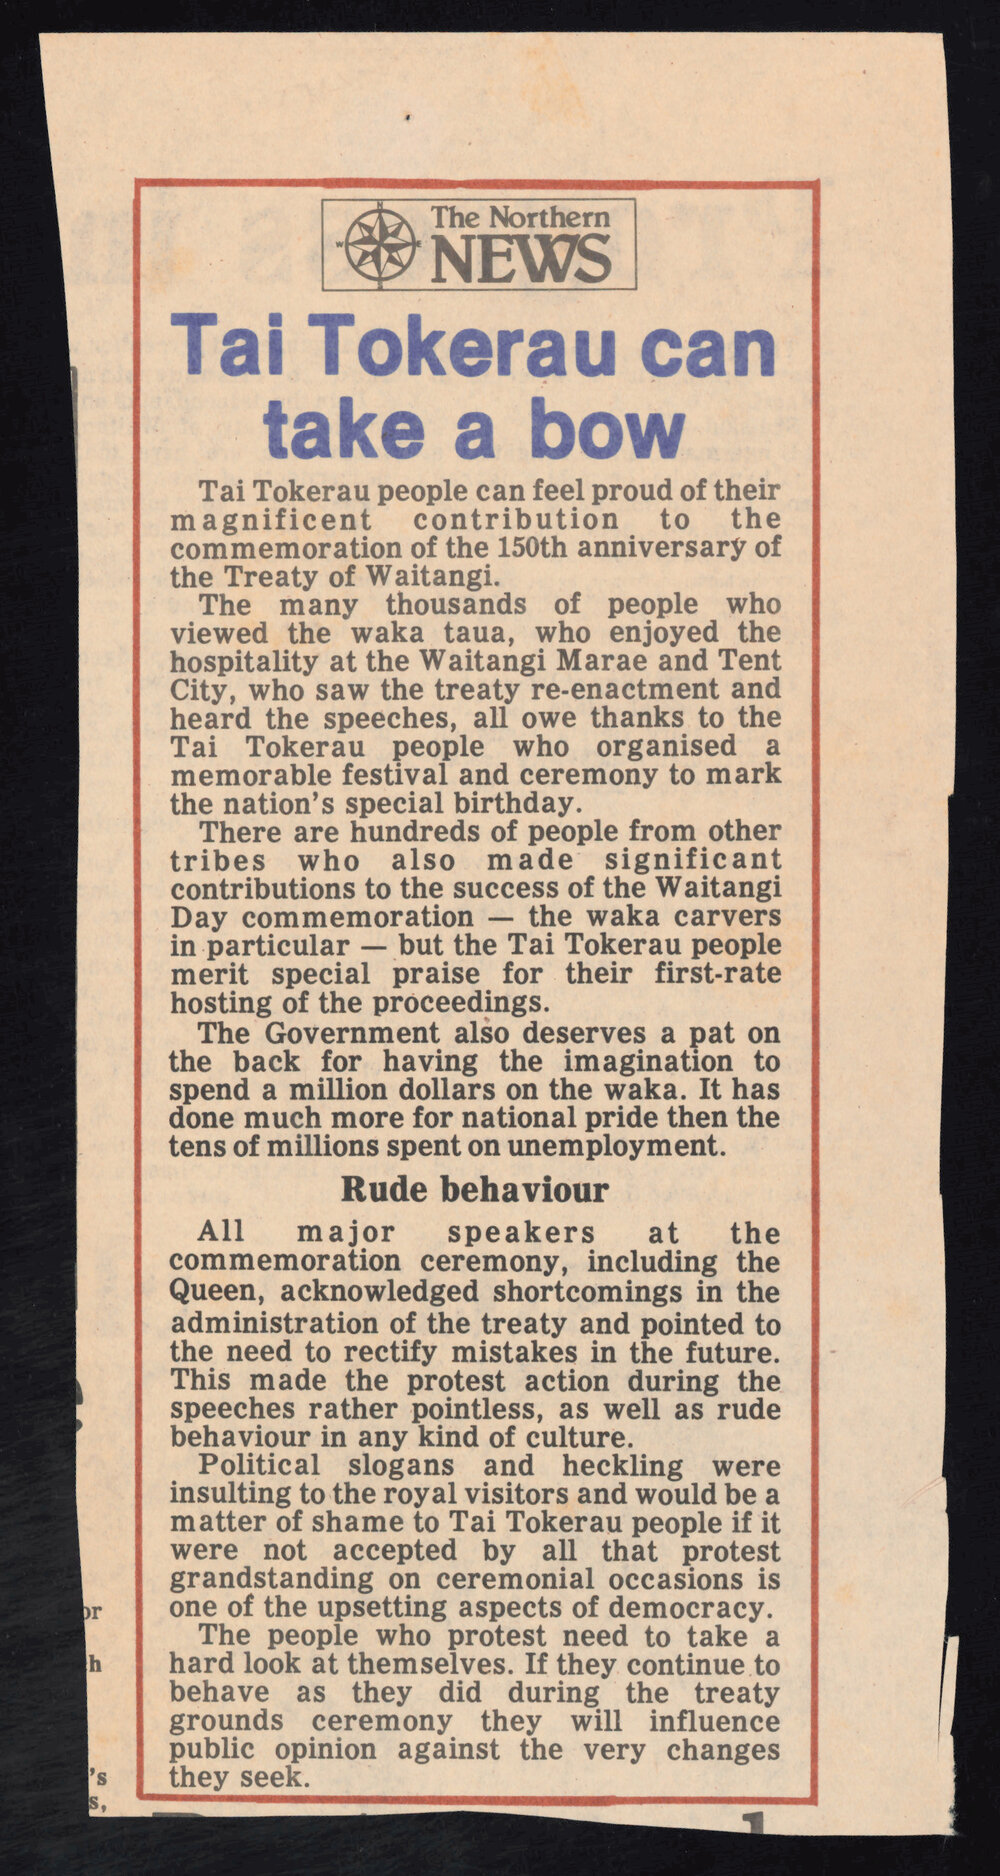 The Northern
NEWS
Tai Tokerau can
take a bow
Tai Tokerau people can feel proud of their
magnificent contribution to the
commemoration of the 150th anniversary of
the Treaty of Waitangi.
The many thousands of people who
viewed the waka taua, who enjoyed the
hospitality at the Waitangi Marae and Tent
City, who saw the treaty re-enactment and
heard the speeches, all owe thanks to the
Tai Tokerau people who organised a
memorable festival and ceremony to mark
the nation's special birthday.
There are hundreds of people from other
tribes who also made significant
contributions to the success of the Waitangi
Day commemoration — the waka carvers
in particular — but the Tai Tokerau people
merit special praise for their first-rate
hosting of the proceedings.
The Government also deserves a pat on
the back for having the imagination to
spend a million dollars on the waka. It has
done much more for national pride then the
tens of millions spent on unemployment.
Rude behaviour
All major speakers at the
commemoration ceremony, including the
Queen, acknowledged shortcomings in the
administration of the treaty and pointed to
the need to rectify mistakes in the future.
This made the protest action during the
speeches rather pointless, as well as rude
behaviour in any kind of culture.
Political slogans and heckling were
insulting to the royal visitors and would be a
matter of shame to Tai Tokerau people if it
were not accepted by all that protest
grandstanding on ceremonial occasions is
one of the upsetting aspects of democracy.
The people who protest need to take a
hard look at themselves. If they continue to
behave as they did during the treaty
grounds ceremony they will influence
public opinion against the very changes
they seek.